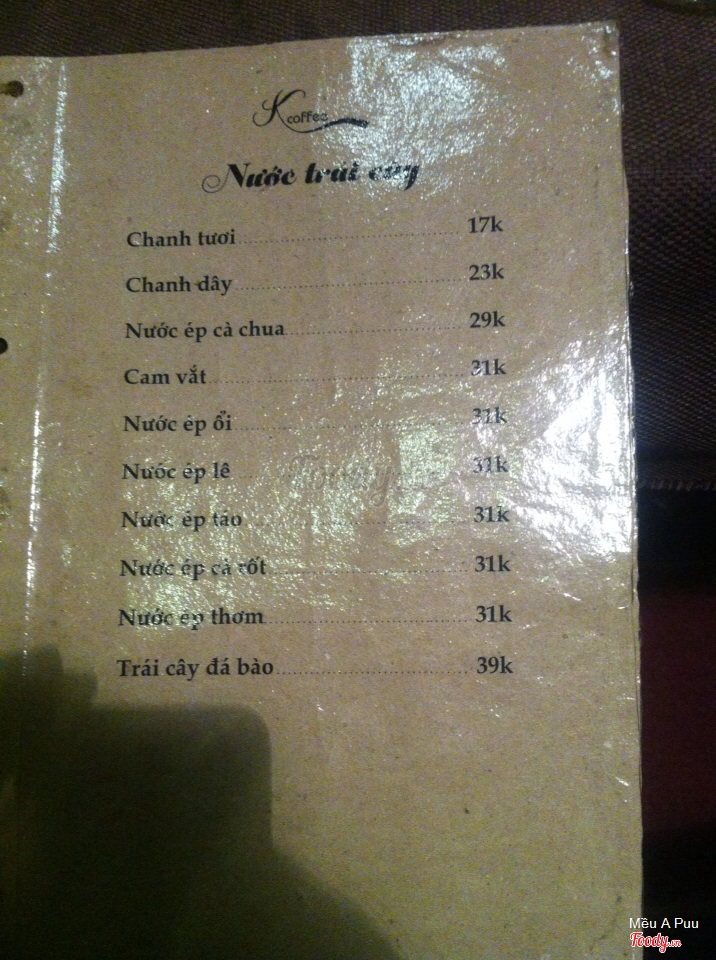 K coffee
Nước trái cây
Chanh tươi 17k
Chanh dây 23k
Nước ép cà chua 29k
Cam vắt 31k
Nước ép ổi 31k
Nước ép lê 31k
Nước ép táo 31k
Nước ép cà rốt 31k
Nước ép thơm 31k
Trái cây đá bào 39k
Mều A Puu
Foody.vn